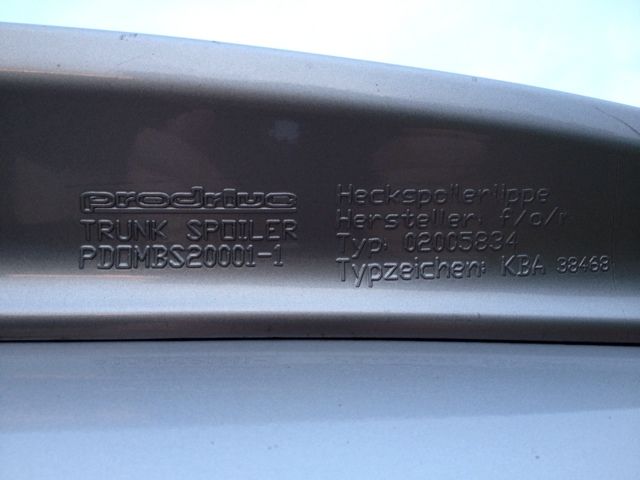 prodrive
TRUNK SPOILER
PDOMBS20001-1
Heckspoilerlippe
Hersteller: f/o/r
Typ: 02005834
Typzeichen: KBA 38468